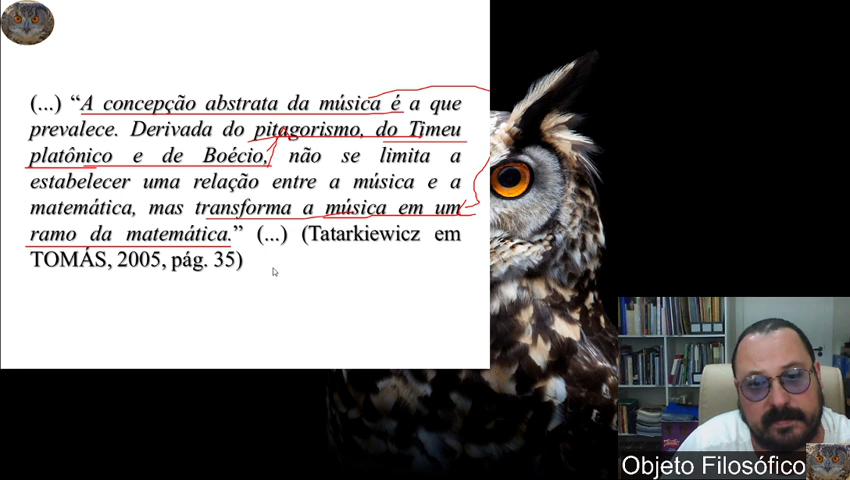 (...) “A concepção abstrata da música é a que
prevalece. Derivada do pitagorismo, do Timeu
platônico e de Boécio, não se limita a
estabelecer uma relação entre a música e a
matemática, mas transforma a música em um
ramo da matemática.” (...) (Tatarkiewicz em
TOMÁS, 2005, pág. 35)
Objeto Filosófico